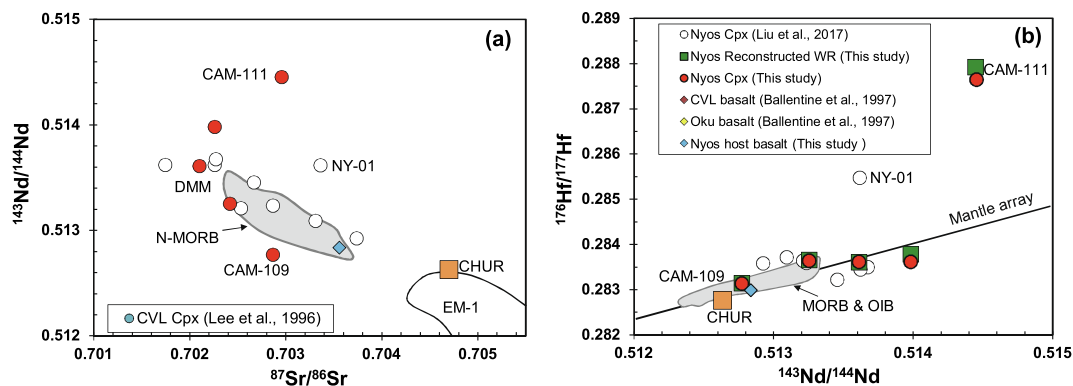 0.515
(a)
CAM-111
0.514
NY-01
DMM
N-MORB
0.513
CAM-109
CHUR
EM-1
CVL Cpx (Lee et al., 1996)
0.512
0.701
0.702
0.703
0.704
0.705
143Nd/144Nd
87Sr/86Sr
0.289
(b)
Nyos Cpx (Liu et al., 2017)
Nyos Reconstructed WR (This study)
Nyos Cpx (This study)
CVL basalt (Ballentine et al., 1997)
Oku basalt (Ballentine et al., 1997)
Nyos host basalt (This study )
0.288
CAM-111
0.287
0.286
NY-01
0.285
Mantle array
0.284
CAM-109
0.283
MORB & OIB
CHUR
0.282
0.512
0.513
0.514
0.515
176Hf/177Hf
143Nd/144Nd